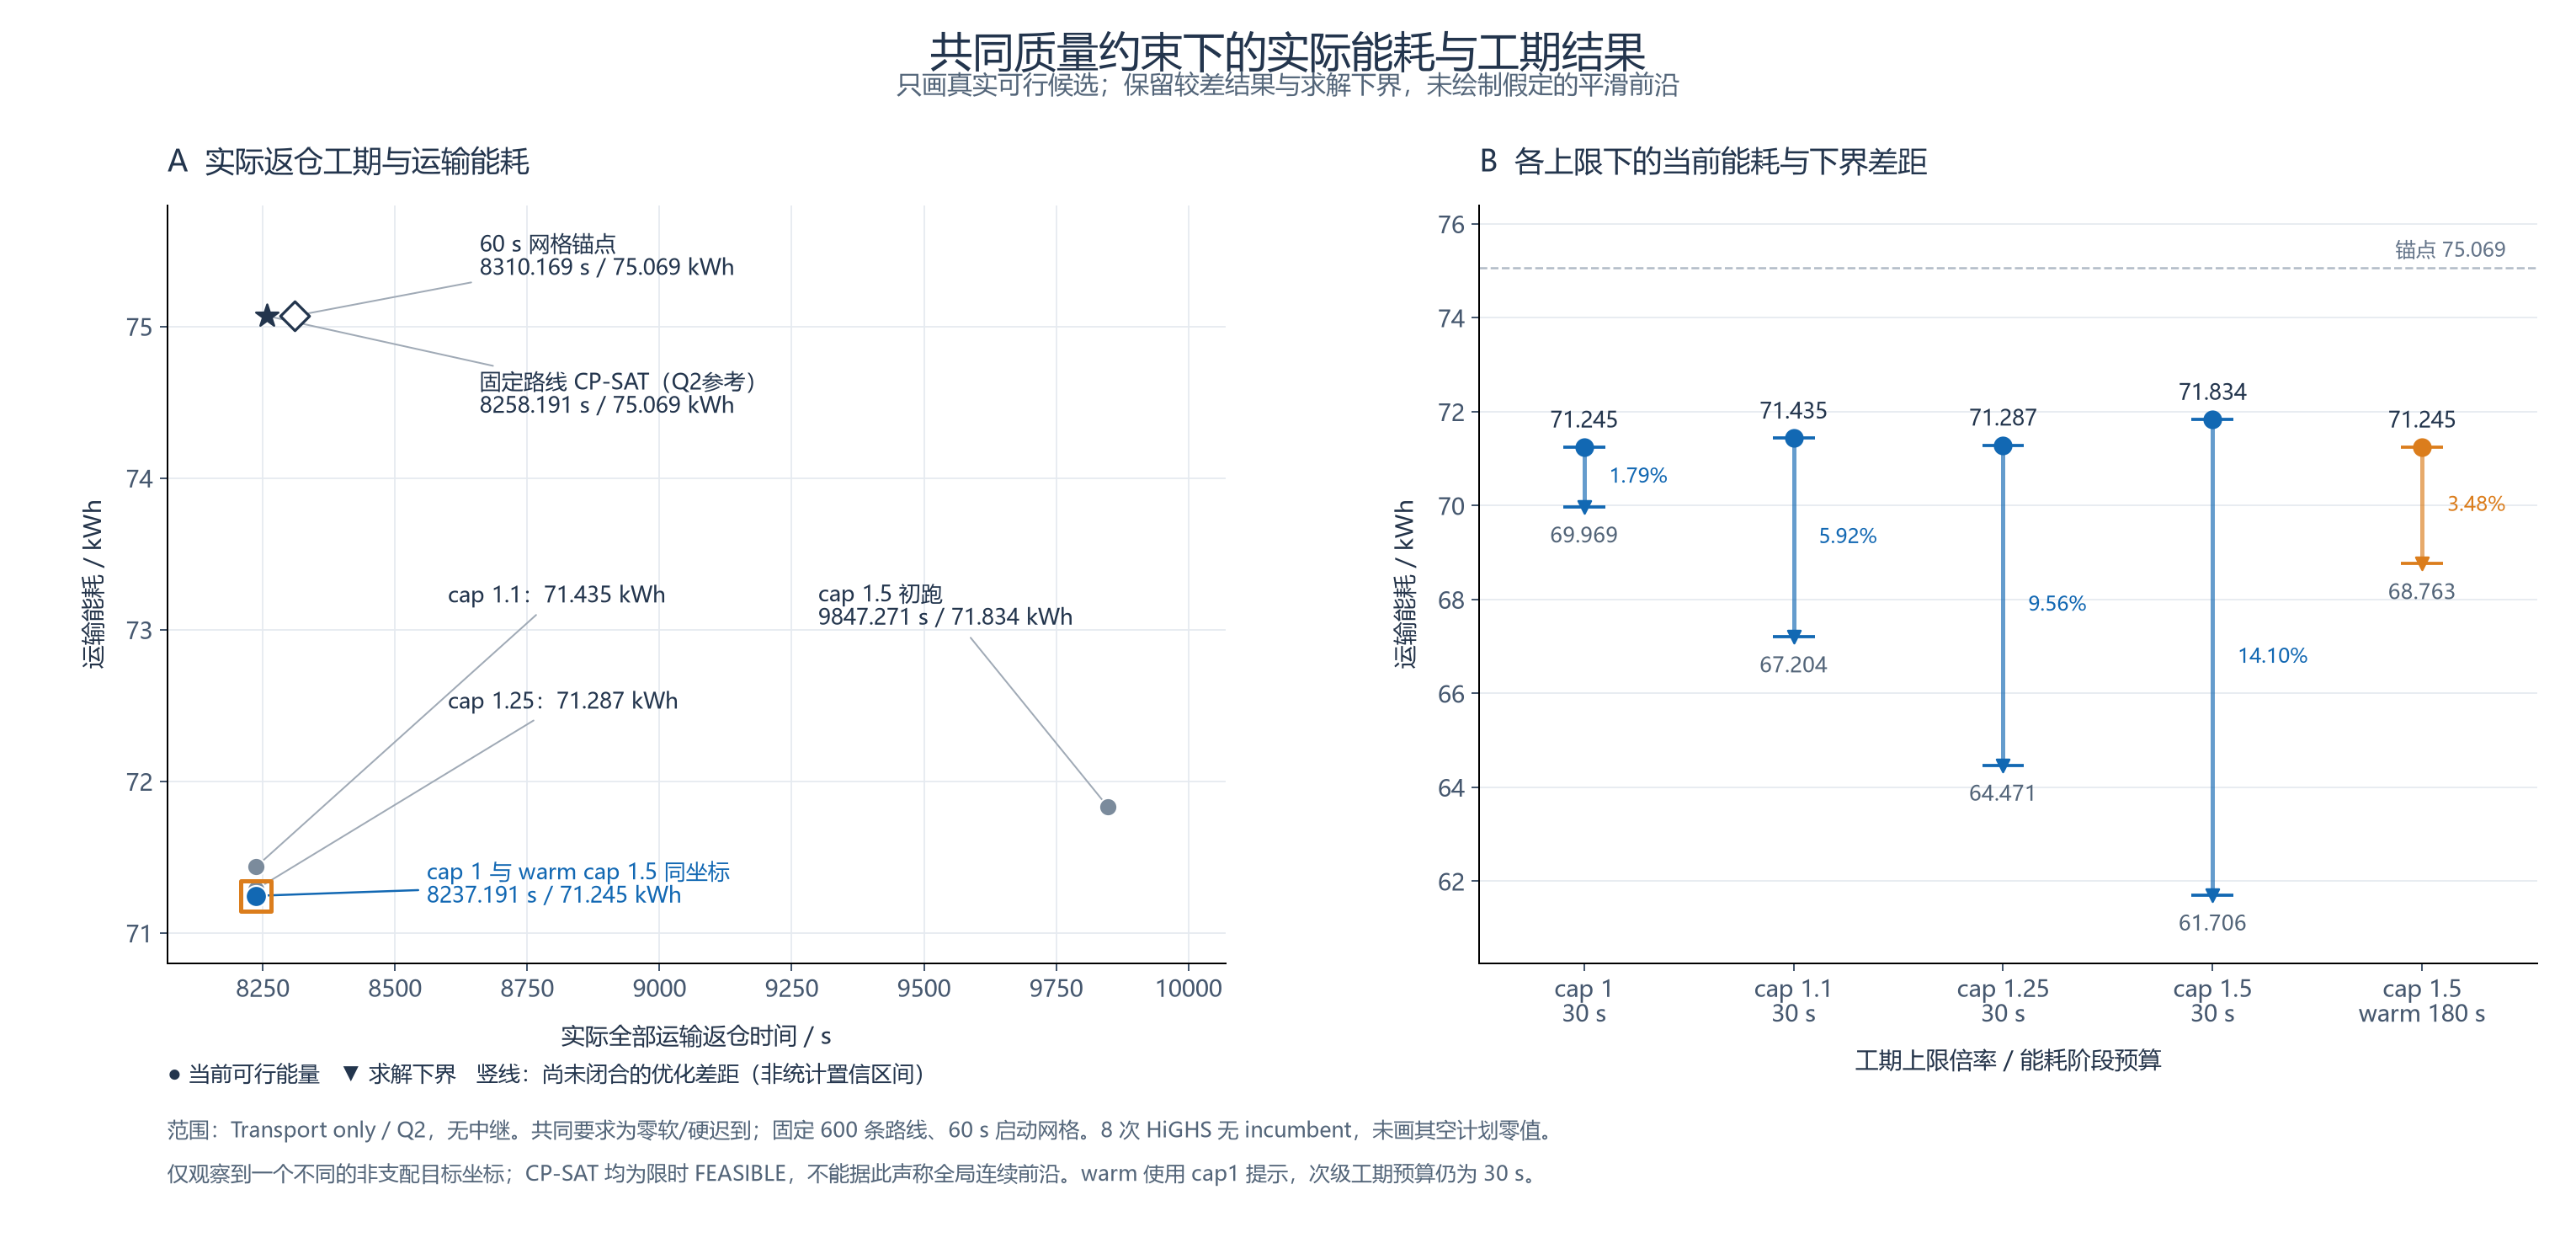 共同质量约束下的实际能耗与工期结果
只画真实可行候选；保留较差结果与求解下界，未绘制假定的平滑前沿
A 实际返仓工期与运输能耗
运输能耗 / kWh
75
74
73
72
71
60 s 网格锚点
8310.169 s / 75.069 kWh
固定路线 CP-SAT（Q2参考）
8258.191 s / 75.069 kWh
cap 1.1：71.435 kWh
cap 1.5 初跑
9847.271 s / 71.834 kWh
cap 1.25：71.287 kWh
cap 1 与 warm cap 1.5 同坐标
8237.191 s / 71.245 kWh
8250 8500 8750 9000 9250 9500 9750 10000
实际全部运输返仓时间 / s
B 各上限下的当前能耗与下界差距
运输能耗 / kWh
76
74
72
70
68
66
64
62
锚点 75.069
71.245
1.79%
69.969
71.435
5.92%
67.204
71.287
9.56%
64.471
71.834
14.10%
61.706
71.245
3.48%
68.763
cap 1 cap 1.1 cap 1.25 cap 1.5 cap 1.5
30 s 30 s 30 s 30 s warm 180 s
工期上限倍率 / 能耗阶段预算
● 当前可行能量 ▼ 求解下界 竖线：尚未闭合的优化差距（非统计置信区间）
范围：Transport only / Q2，无中继。共同要求为零软/硬迟到；固定 600 条路线、60 s 启动网格。8 次 HiGHS 无 incumbent，未画其空计划零值。
仅观察到一个不同的非支配目标坐标；CP-SAT 均为限时 FEASIBLE，不能据此声称全局连续前沿。warm 使用 cap1 提示，次级工期预算仍为 30 s。